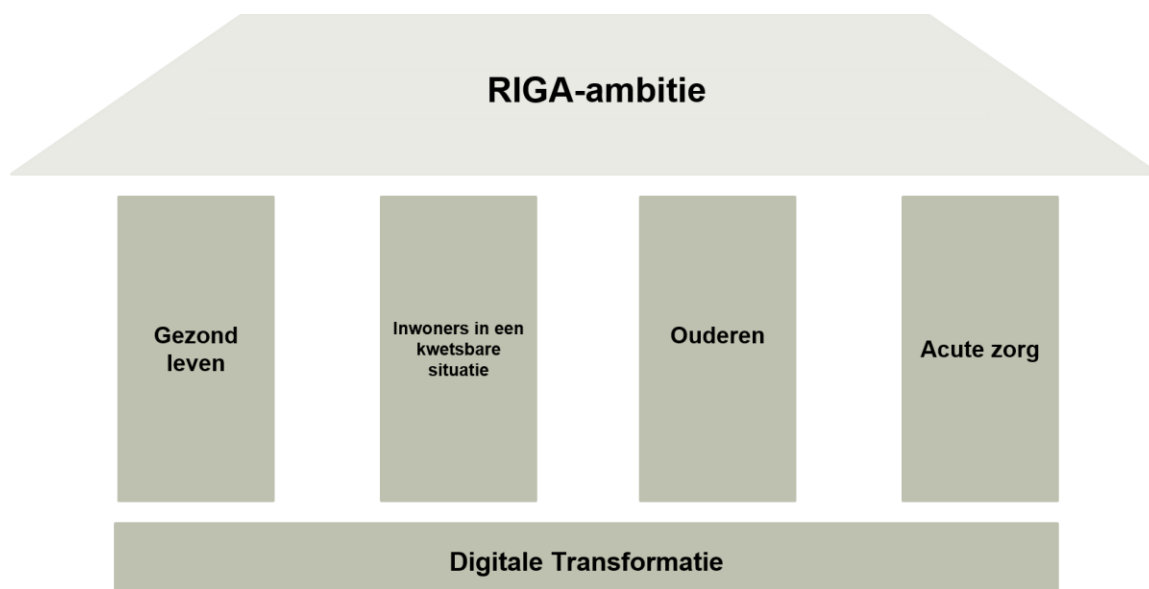 RIGA-ambitie
Gezond
leven
Inwoners in een
kwetsbare
situatie
Ouderen
Acute zorg
Digitale Transformatie